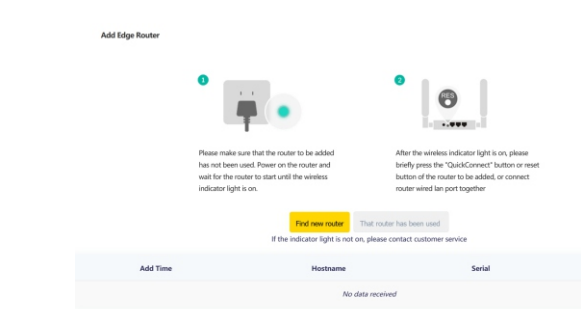 Add Edge Router
1
2
RES
Please make sure that the router to be added
has not been used. Power on the router and
wait for the router to start until the wireless
indicator light is on.
After the wireless indicator light is on, please
briefly press the "QuickConnect" button or reset
button of the router to be added, or connect
router wired lan port together
Find new router That router has been used
If the indicator light is not on, please contact customer service
Add Time Hostname Serial
No data received